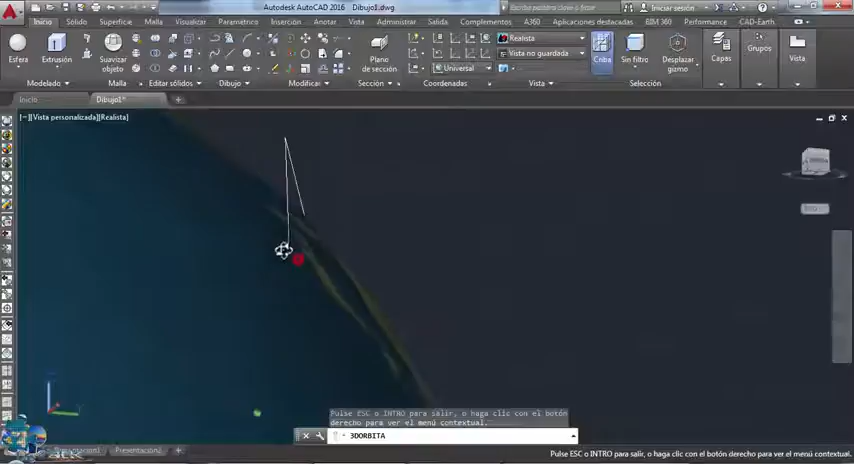 Autodesk AutoCAD 2016 Dibujo1.dwg
Escriba palabra clave o frase
Iniciar sesión
Inicio Sólido Superficie Malla Visualizar Paramétrico Inserción Anotar Vista Administrar Salida Complementos A360 Aplicaciones destacadas BIM 360 Performance CAD-Earth
Esfera
Extrusión
Suavizar objeto
Plano de sección
Universal
Realista
Vista no guardada
Criba
Sin filtro
Desplazar gizmo
Capas
Grupos
Vista
Modelado
Malla
Editar sólidos
Dibujo
Modificar
Sección
Coordenadas
Vista
Selección
Inicio
Dibujo1*
[−][Vista personalizada][Realista]
Pulse ESC o INTRO para salir, o haga clic con el botón
derecho para ver el menú contextual.
3DORBITA
Presentación2
Pulse ESC o INTRO para salir, o haga clic con el botón derecho para ver el menú contextual.